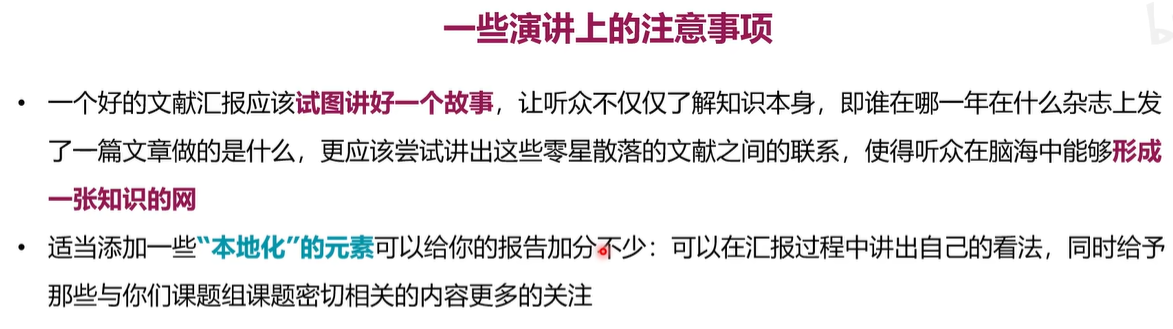 一些演讲上的注意事项
• 一个好的文献汇报应该试图讲好一个故事，让听众不仅仅了解知识本身，即谁在哪一年在什么杂志上发
了一篇文章做的是什么，更应该尝试讲出这些零星散落的文献之间的联系，使得听众在脑海中能够形成
一张知识的网
• 适当添加一些“本地化”的元素可以给你的报告加分不少：可以在汇报过程中讲出自己的看法，同时给予
那些与你们课题组课题密切相关的内容更多的关注